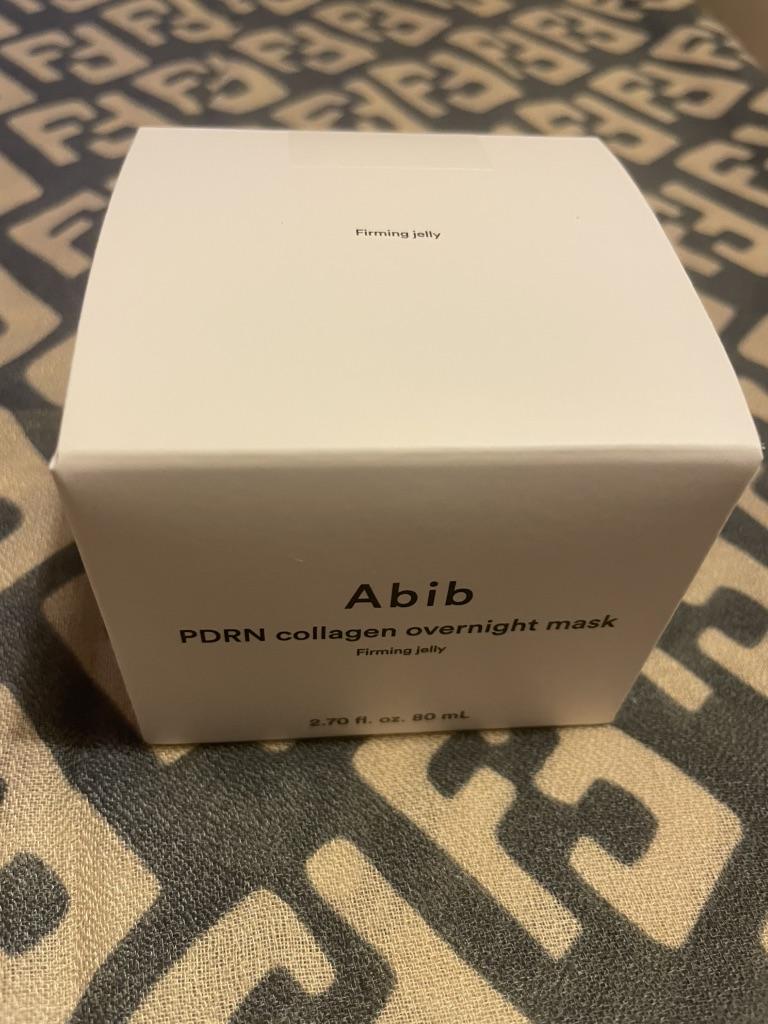 Firming jelly
Abib
PDRN collagen overnight mask
Firming jelly
2.70 fl. oz. 80 mL